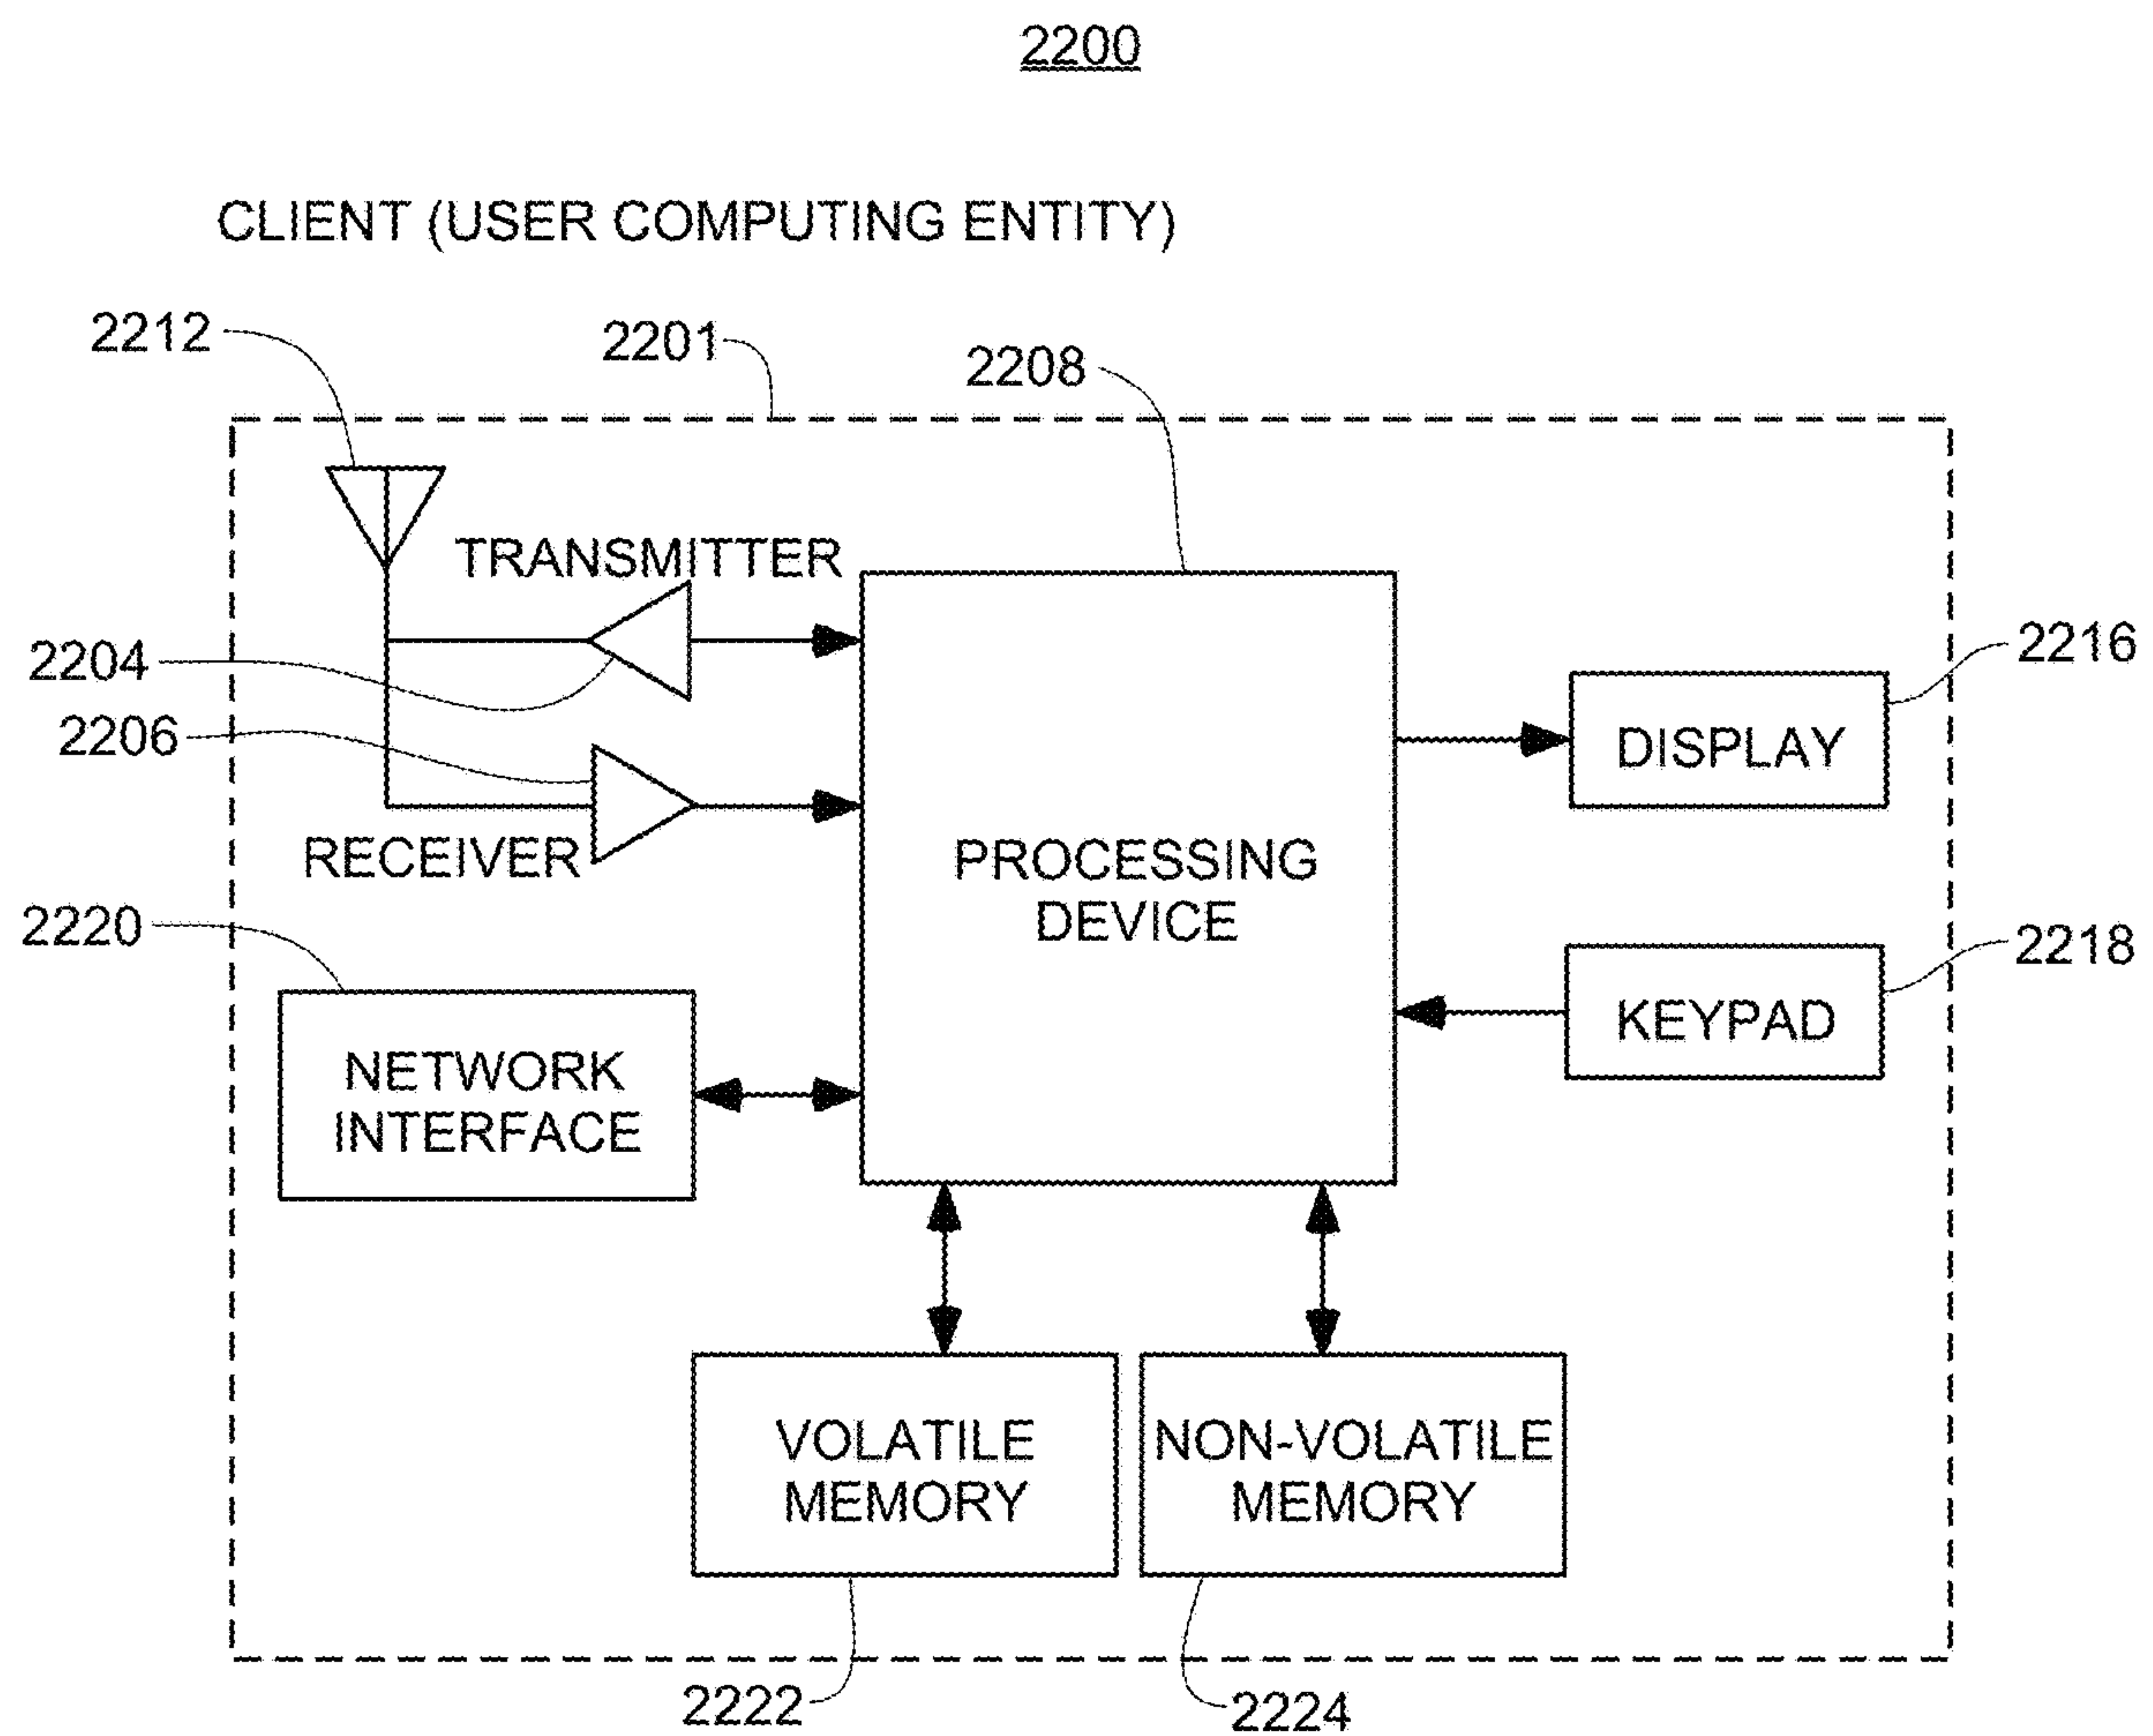 2200
CLIENT (USER COMPUTING ENTITY)
2212
2201
2208
TRANSMITTER
2204
2216
2206
DISPLAY
RECEIVER
PROCESSING
DEVICE
2220
2218
KEYPAD
NETWORK
INTERFACE
VOLATILE
MEMORY
NON-VOLATILE
MEMORY
2222
2224